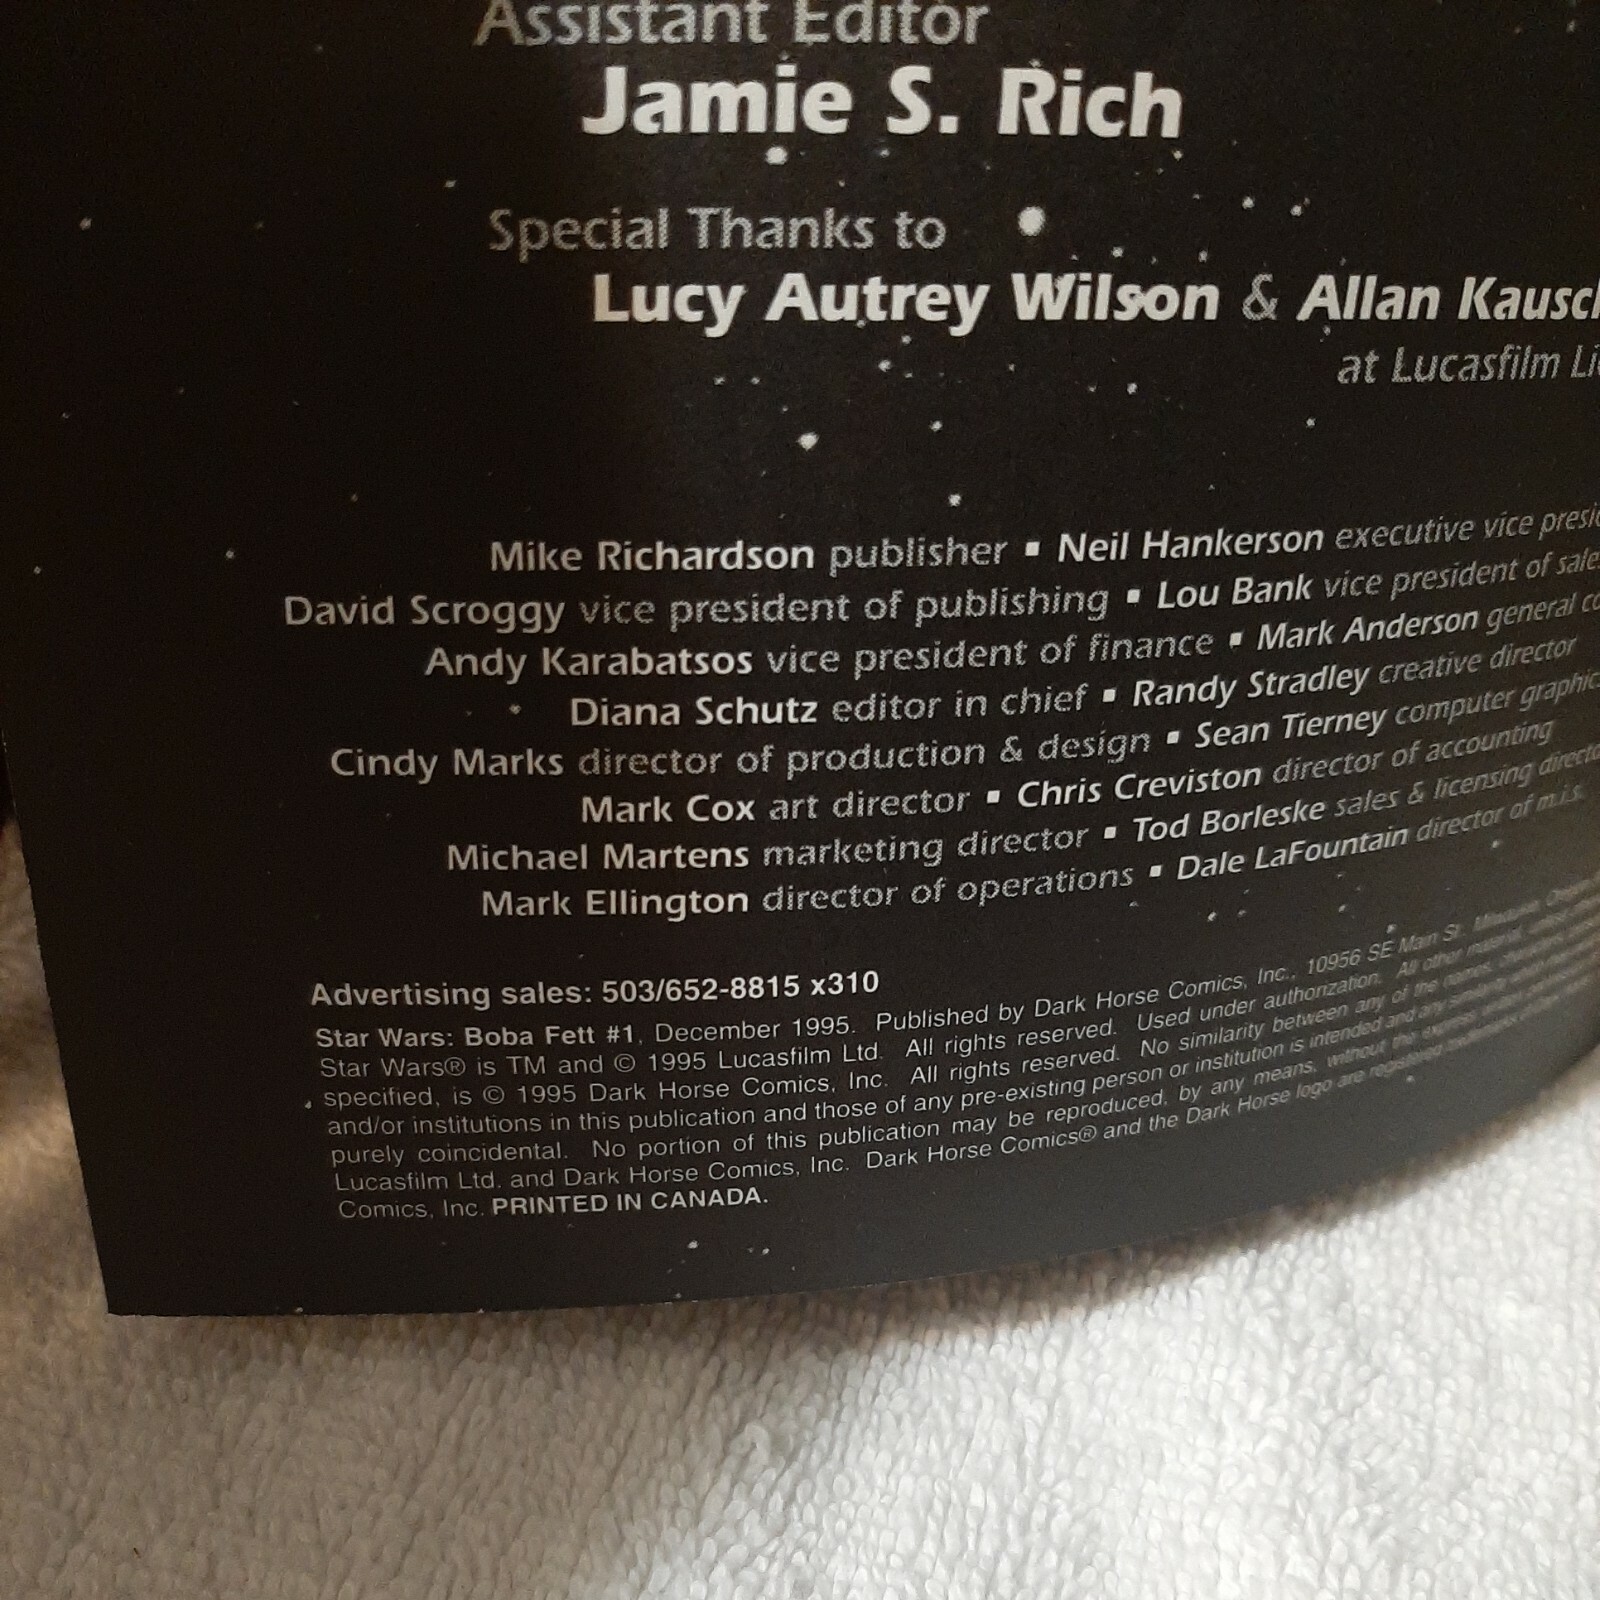 Assistant Editor
Jamie S. Rich
Special Thanks to
Lucy Autrey Wilson & Allan
at Lucasfilm
Mike Richardson publisher ▪ Neil Hankerson executive vice
David Scroggy vice president of publishing ▪ Lou Bank vice president of
Andy Karabatsos vice president of finance ▪ Mark Anderson general
Diana Schutz editor in chief ▪ Randy Stradley creative director
Cindy Marks director of production & design ▪ Sean Tierney computer
Mark Cox art director ▪ Chris Creviston director of accounting
Michael Martens marketing director ▪ Tod Borleske sales & licensing
Mark Ellington director of operations ▪ Dale LaFountain director of m.i.s.
Advertising sales: 503/652-8815 x310
Star Wars: Boba Fett #1, December 1995. Published by Dark Horse Comics, Inc., 10956 SE Main St., Milwaukie,
Star Wars® is TM and © 1995 Lucasfilm Ltd. All rights reserved. Used under authorization. All other material,
specified, is © 1995 Dark Horse Comics, Inc. All rights reserved. No similarity between any of the names, characters,
and/or institutions in this publication and those of any pre-existing person or institution is intended and any
purely coincidental. No portion of this publication may be reproduced, by any means, without the express
Lucasfilm Ltd. and Dark Horse Comics, Inc. Dark Horse Comics® and the Dark Horse logo are registered
Comics, Inc. PRINTED IN CANADA.